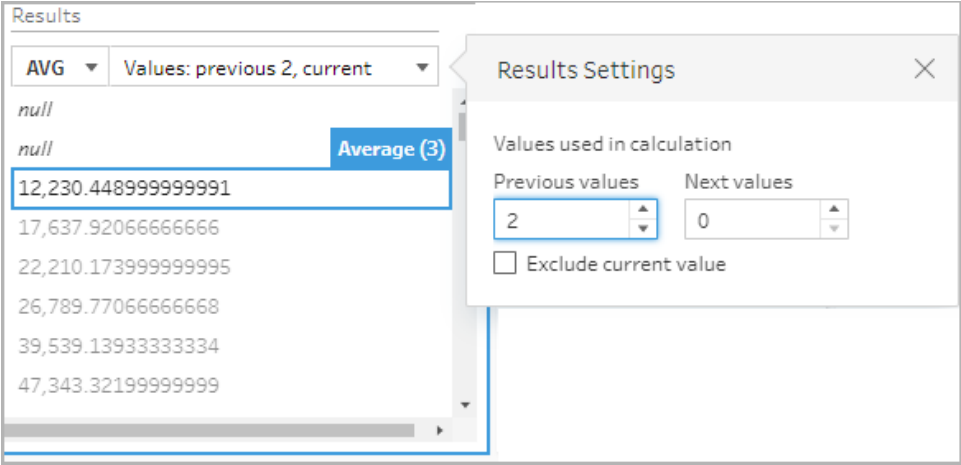 Results
AVG Values: previous 2, current
null
null
Average (3)
12,230.448999999991
17,637.92066666666
22,210.173999999995
26,789.77066666668
39,539.13933333334
47,343.32199999999
Results Settings
Values used in calculation
Previous values Next values
2 0
Exclude current value